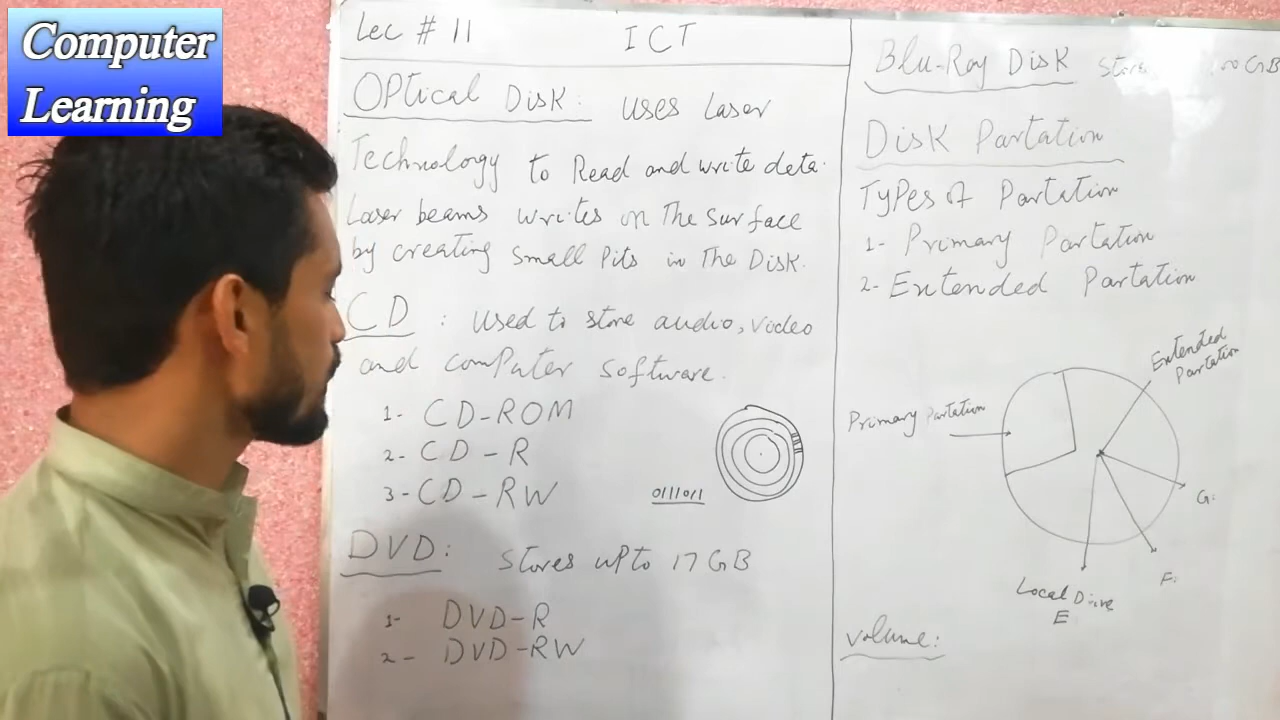 Computer
Learning
Lec # 11
ICT
OPtical Disk: uses laser
Technology to Read and write data.
Laser beams writes on The surface
by creating small Pits in The Disk.
CD: Used to store audio, video
and computer software.
1- CD-ROM
2- CD-R
3- CD-RW
0111011
DVD: Stores upto 17 GB
1- DVD-R
2- DVD-RW
Blu-Ray Disk
GB
Disk Partation
Types of Partation
1- Primary Partation
2- Extended Partation
Extended
Partation
Primary Partation
G:
F:
Local Drive
E
Volume: